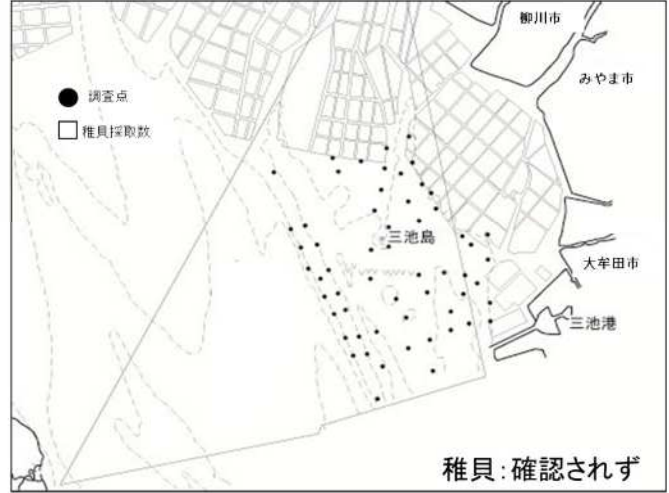 柳川市
みやま市
調査点
稚貝採取数
三池島
大牟田市
三池港
稚貝：確認されず